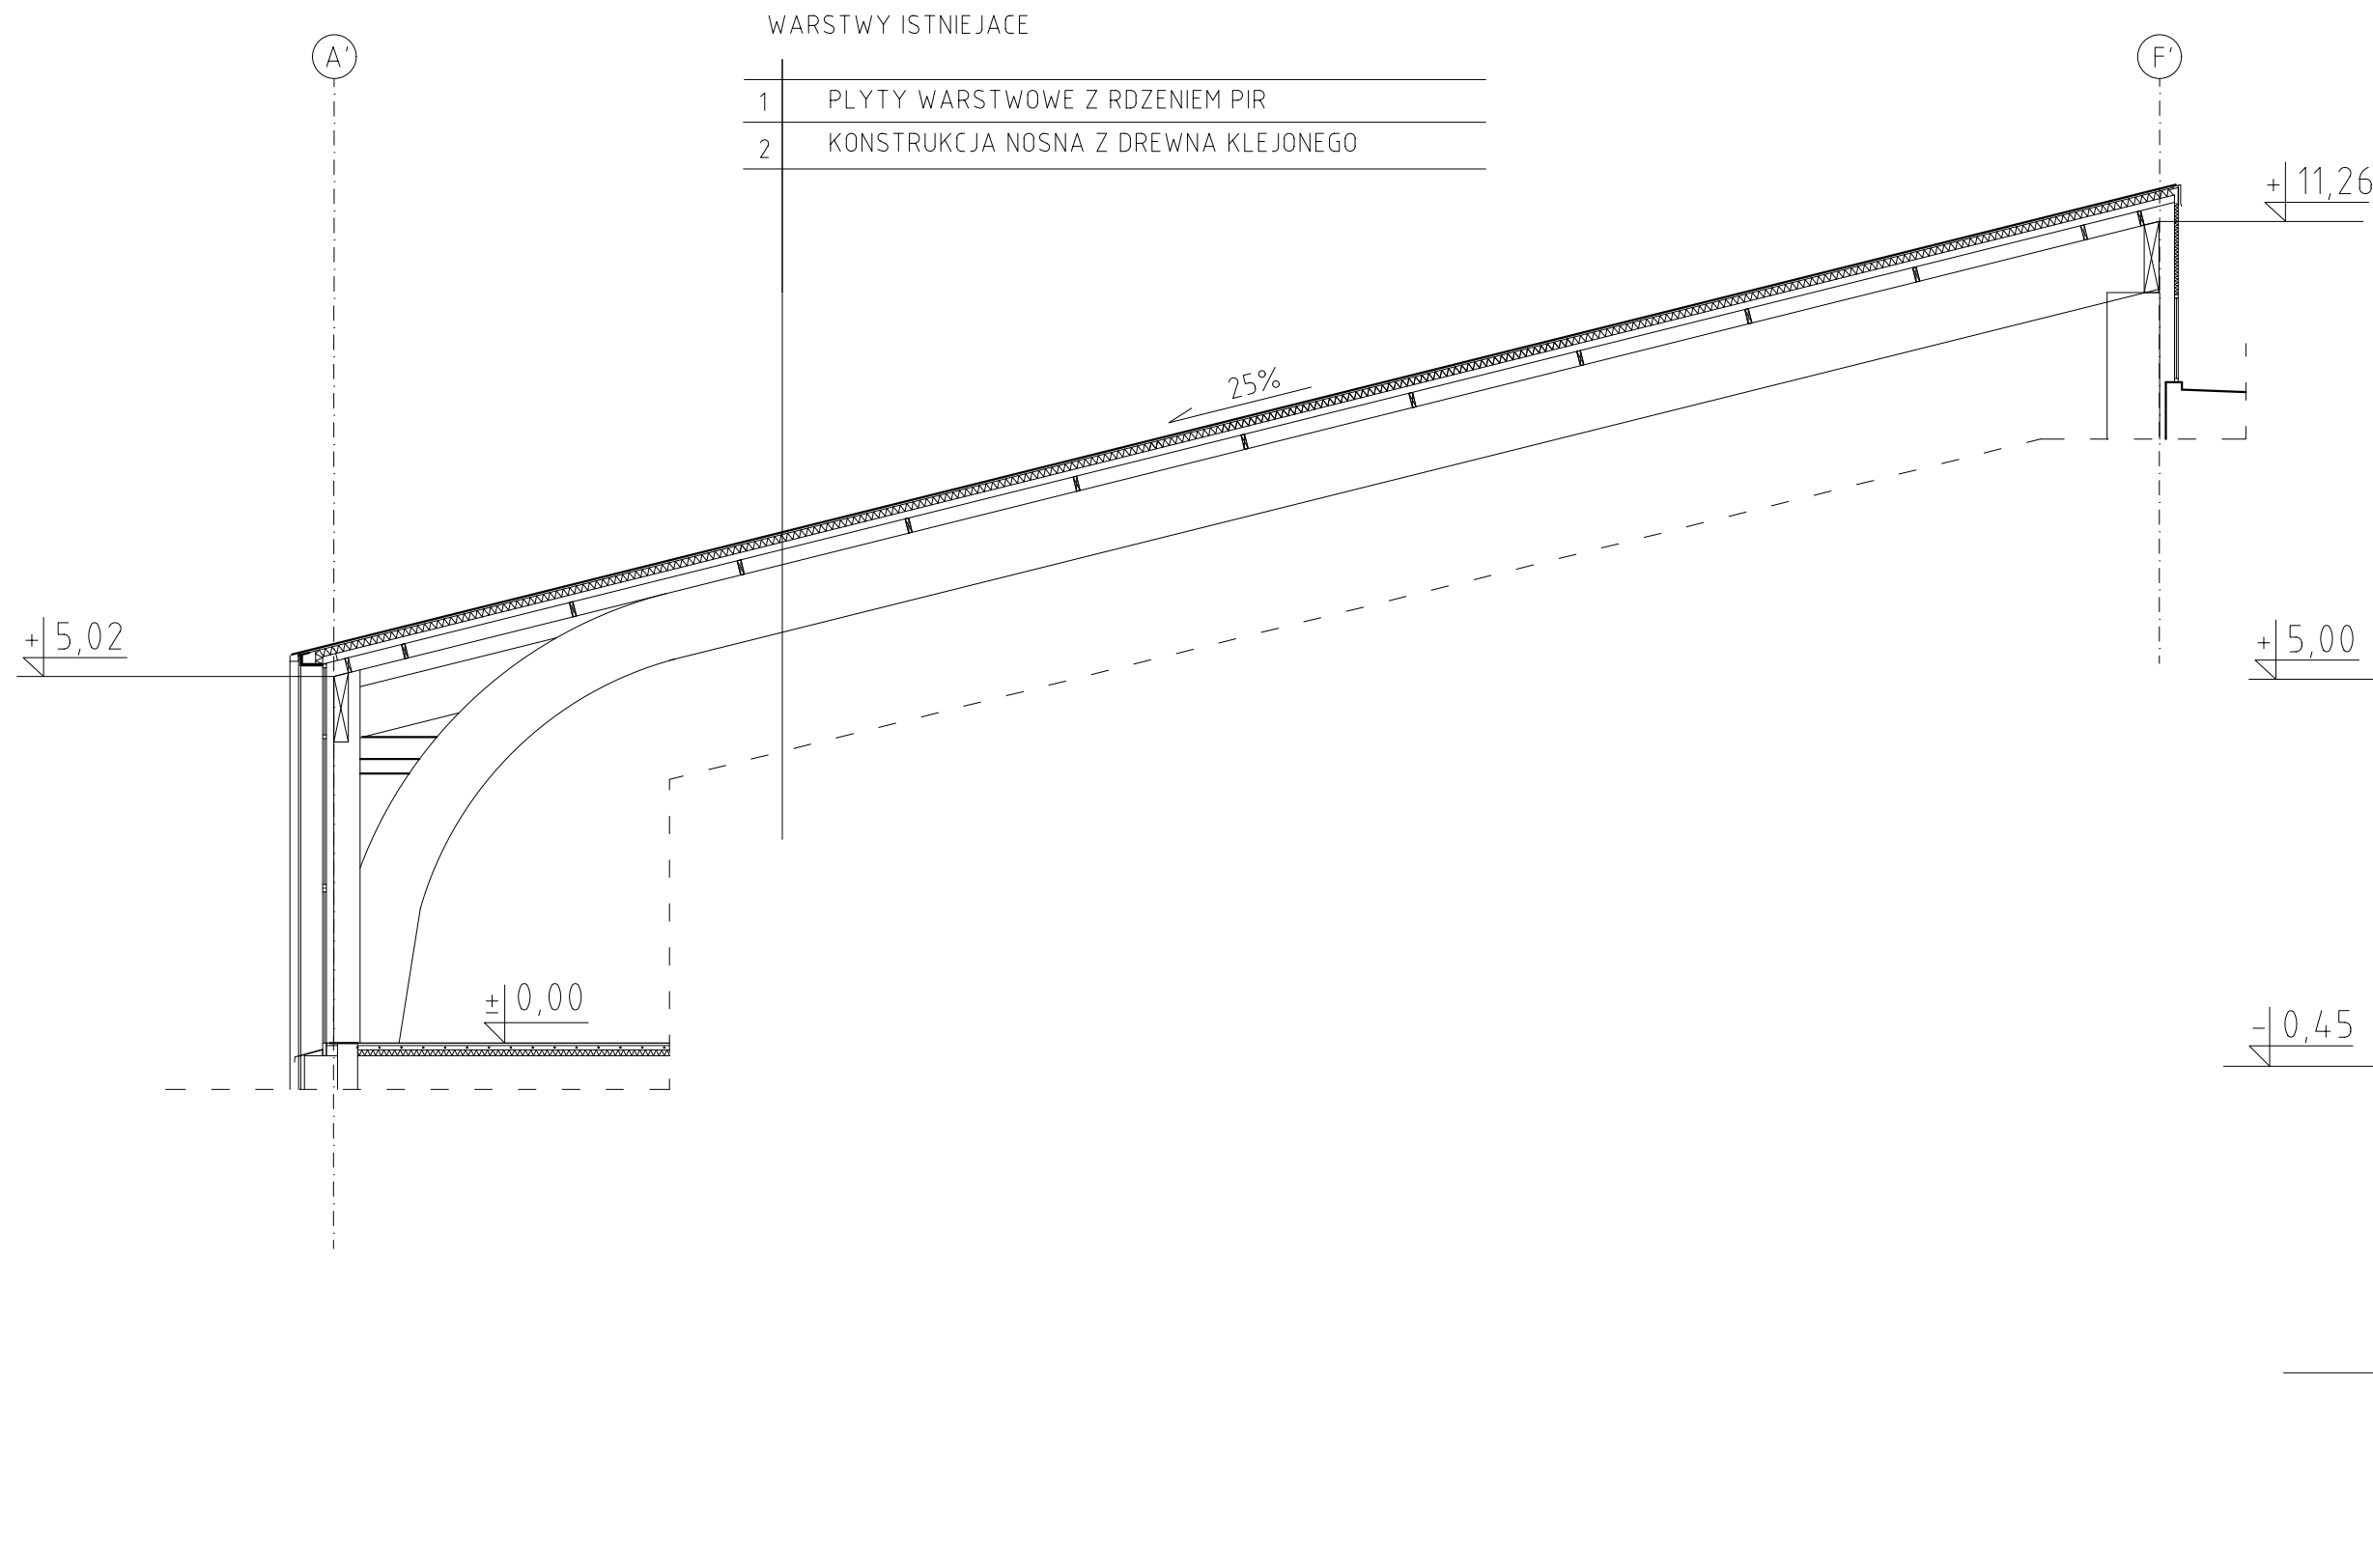 WARSTWY ISTNIEJACE
A' F'
1 PLYTY WARSTWOWE Z RDZENIEM PIR
2 KONSTRUKCJA NOSNA Z DREWNA KLEJONEGO
+ 11,26
25%
+ 5,02
+ 5,00
± 0,00
- 0,45